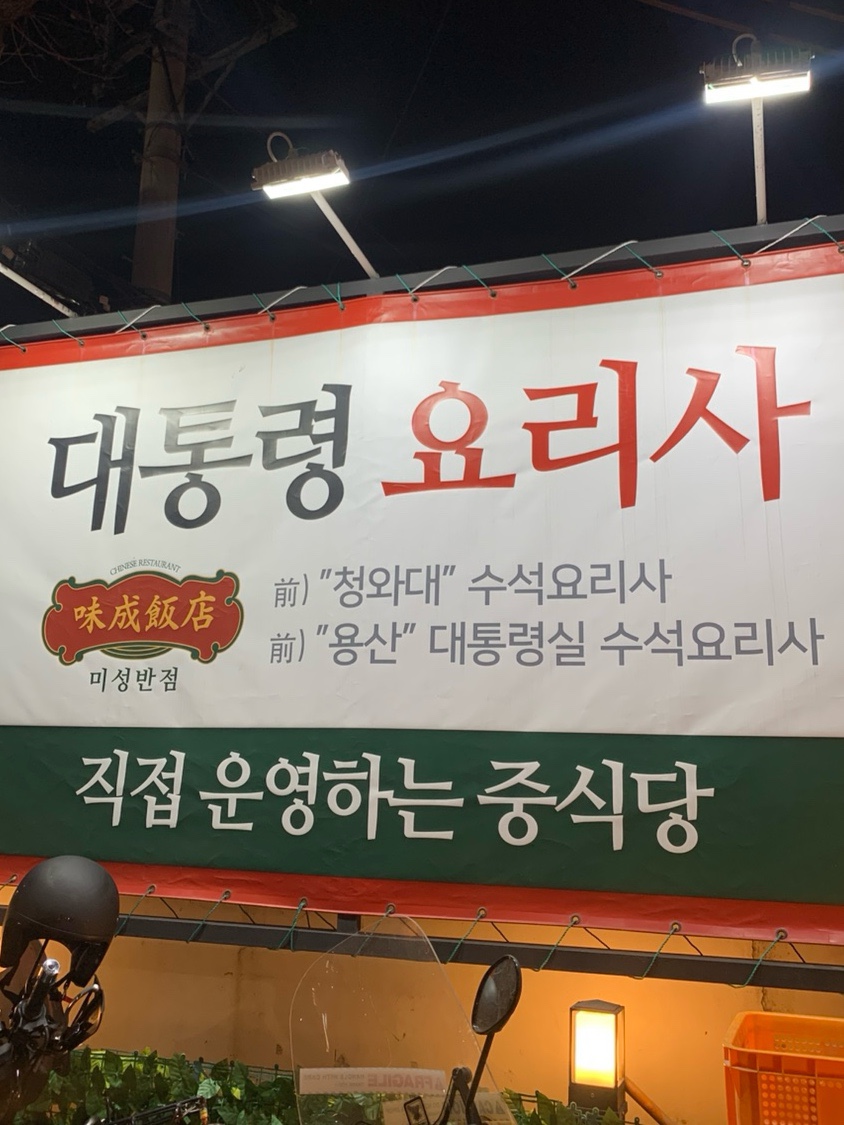 대통령 요리사
CHINESE RESTAURANT
味成飯店
미성반점
前) "청와대" 수석요리사
前) "용산" 대통령실 수석요리사
직접 운영하는 중식당
FRAGILE